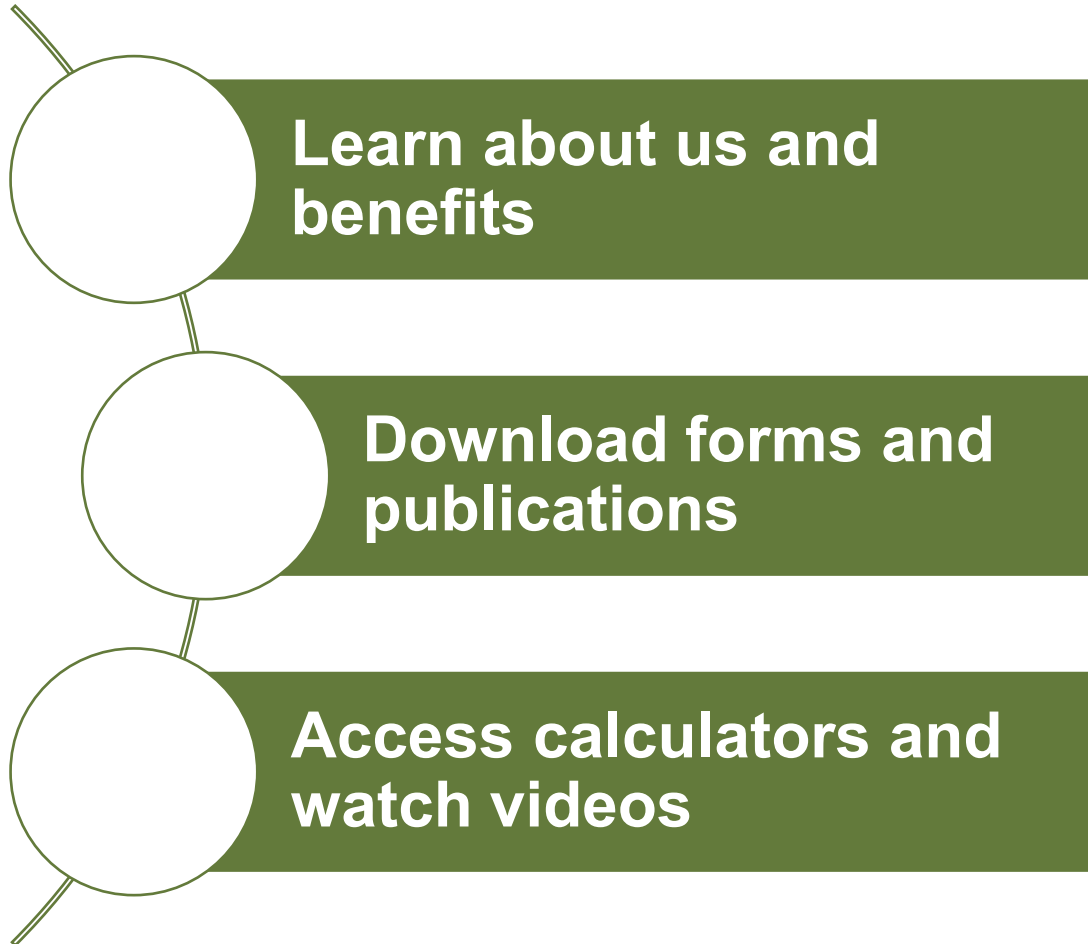 Learn about us and
benefits
Download forms and
publications
Access calculators and
watch videos